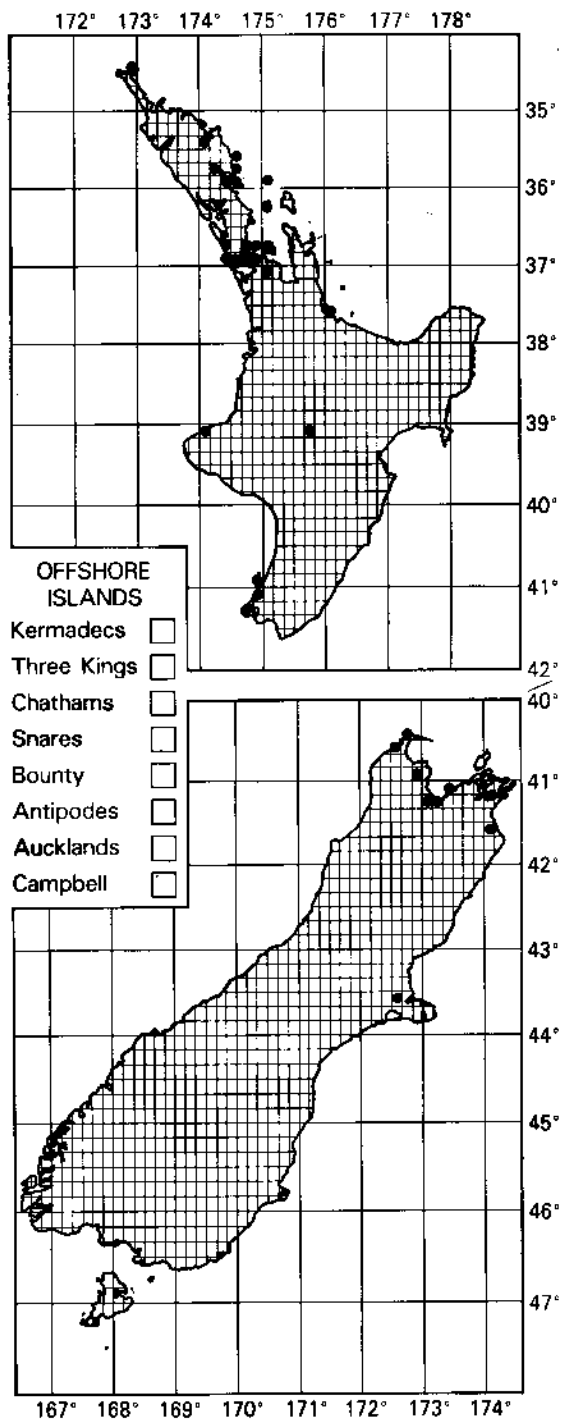 172° 173° 174° 175° 176° 177° 178°
35°
36°
37°
38°
39°
40°
41°
42°
OFFSHORE
ISLANDS
Kermadecs
Three Kings
Chathams
Snares
Bounty
Antipodes
Aucklands
Campbell
40°
41°
42°
43°
44°
45°
46°
47°
167° 168° 169° 170° 171° 172° 173° 174°